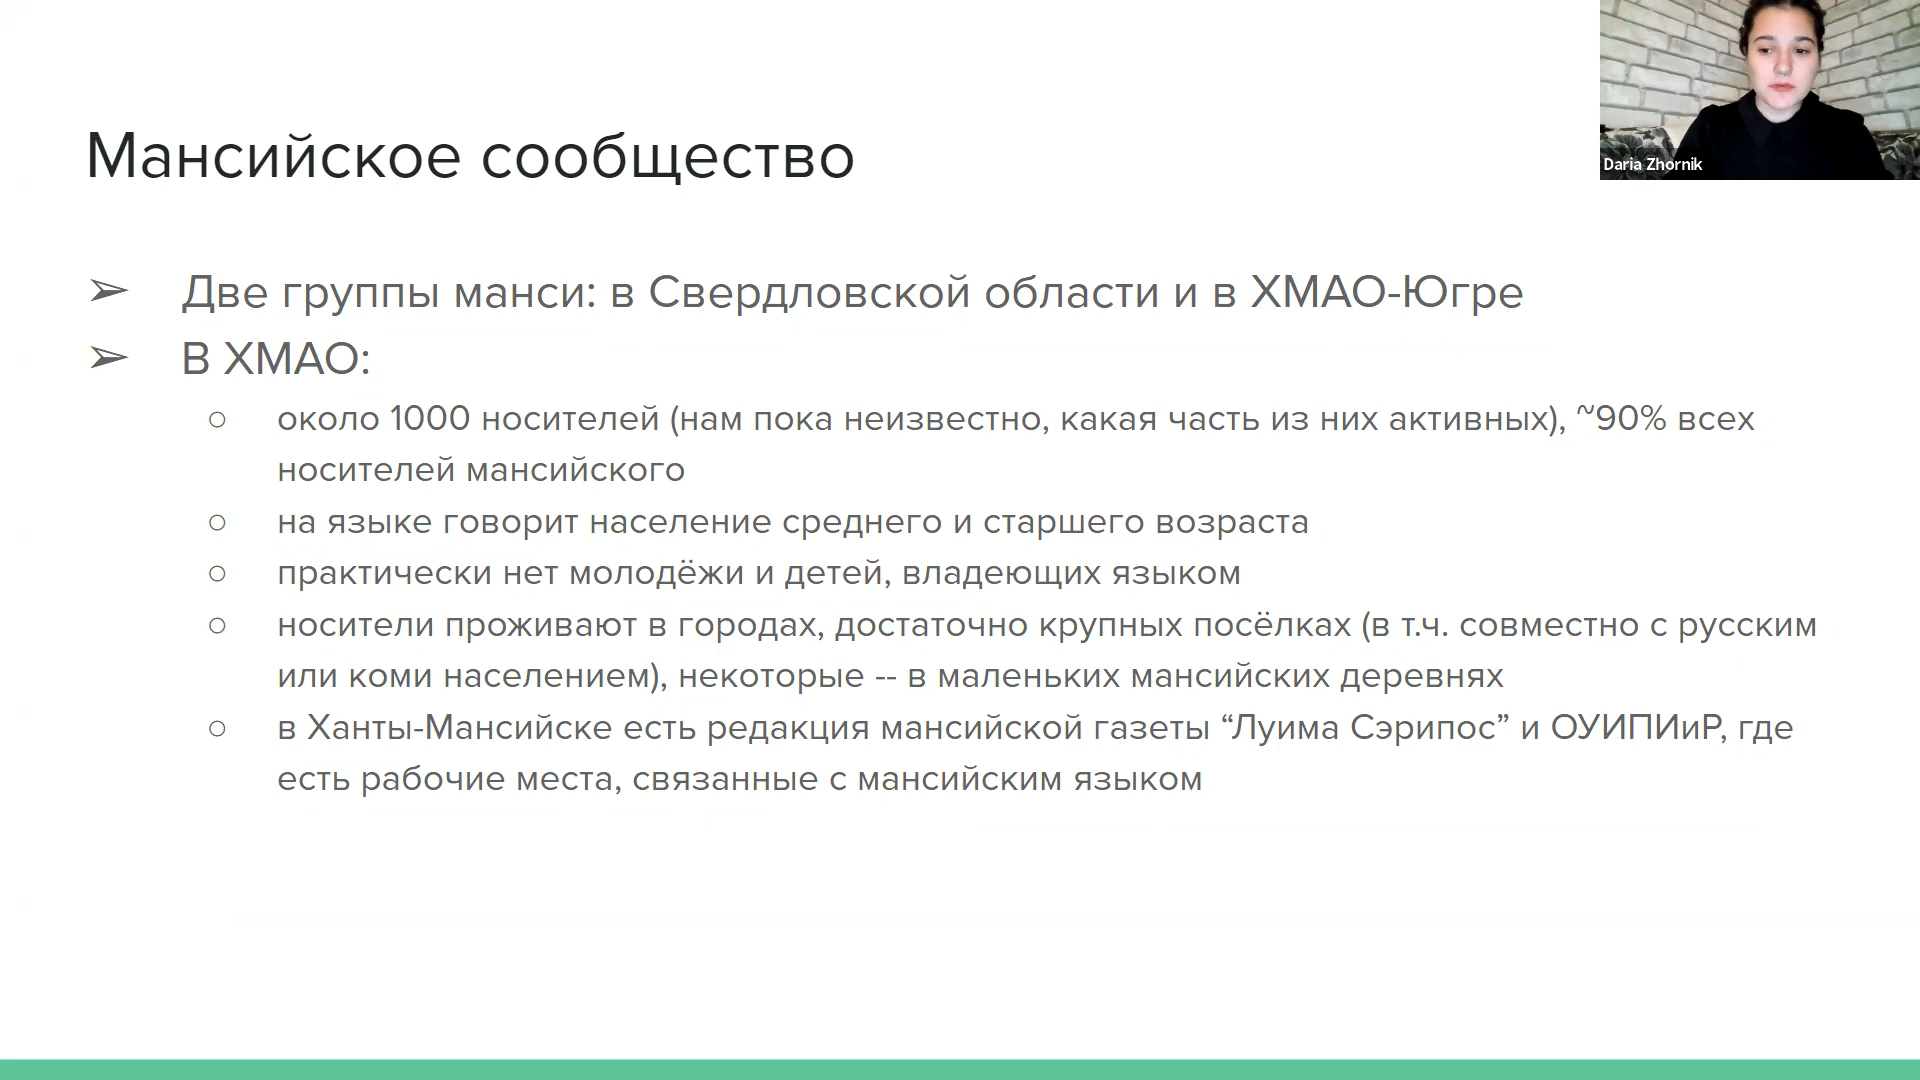 Мансийское сообщество
Daria Zhornik
➢ Две группы манси: в Свердловской области и в ХМАО-Югре
➢ В ХМАО:
○ около 1000 носителей (нам пока неизвестно, какая часть из них активных), ~90% всех
носителей мансийского
○ на языке говорит население среднего и старшего возраста
○ практически нет молодёжи и детей, владеющих языком
○ носители проживают в городах, достаточно крупных посёлках (в т.ч. совместно с русским
или коми населением), некоторые -- в маленьких мансийских деревнях
○ в Ханты-Мансийске есть редакция мансийской газеты “Луима Сэрипос” и ОУИПИиР, где
есть рабочие места, связанные с мансийским языком